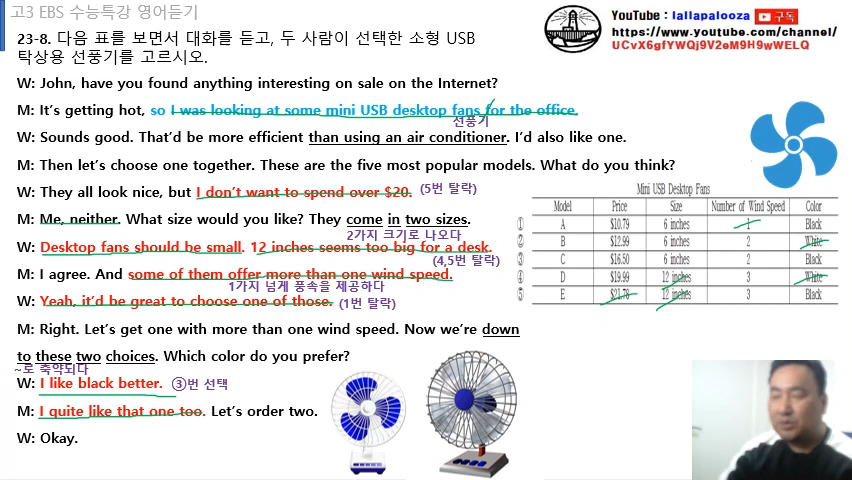 고3 EBS 수능특강 영어듣기
YouTube : lallapalooza 구독
https://www.youtube.com/channel/
UCvX6gfYWQj9V2eM9H9wWELQ
23-8. 다음 표를 보면서 대화를 듣고, 두 사람이 선택한 소형 USB
탁상용 선풍기를 고르시오.
W: John, have you found anything interesting on sale on the Internet?
M: It's getting hot, so I was looking at some mini USB desktop fans for the office.
선풍기
W: Sounds good. That'd be more efficient than using an air conditioner. I'd also like one.
M: Then let's choose one together. These are the five most popular models. What do you think?
W: They all look nice, but I don't want to spend over $20. (5번 탈락)
M: Me, neither. What size would you like? They come in two sizes.
2가지 크기로 나오다
W: Desktop fans should be small. 12 inches seems too big for a desk.
(4,5번 탈락)
M: I agree. And some of them offer more than one wind speed.
1가지 넘게 풍속을 제공하다
W: Yeah, it'd be great to choose one of those. (1번 탈락)
M: Right. Let's get one with more than one wind speed. Now we're down
to these two choices. Which color do you prefer?
~로 축약되다
W: I like black better. ③번 선택
M: I quite like that one too. Let's order two.
W: Okay.
Mini USB Desktop Fans
Model Price Size Number of Wind Speed Color
① A $10.79 6 inches 1 Black
② B $12.99 6 inches 2 White
③ C $16.50 6 inches 2 Black
④ D $19.99 12 inches 3 White
⑤ E $21.76 12 inches 3 Black